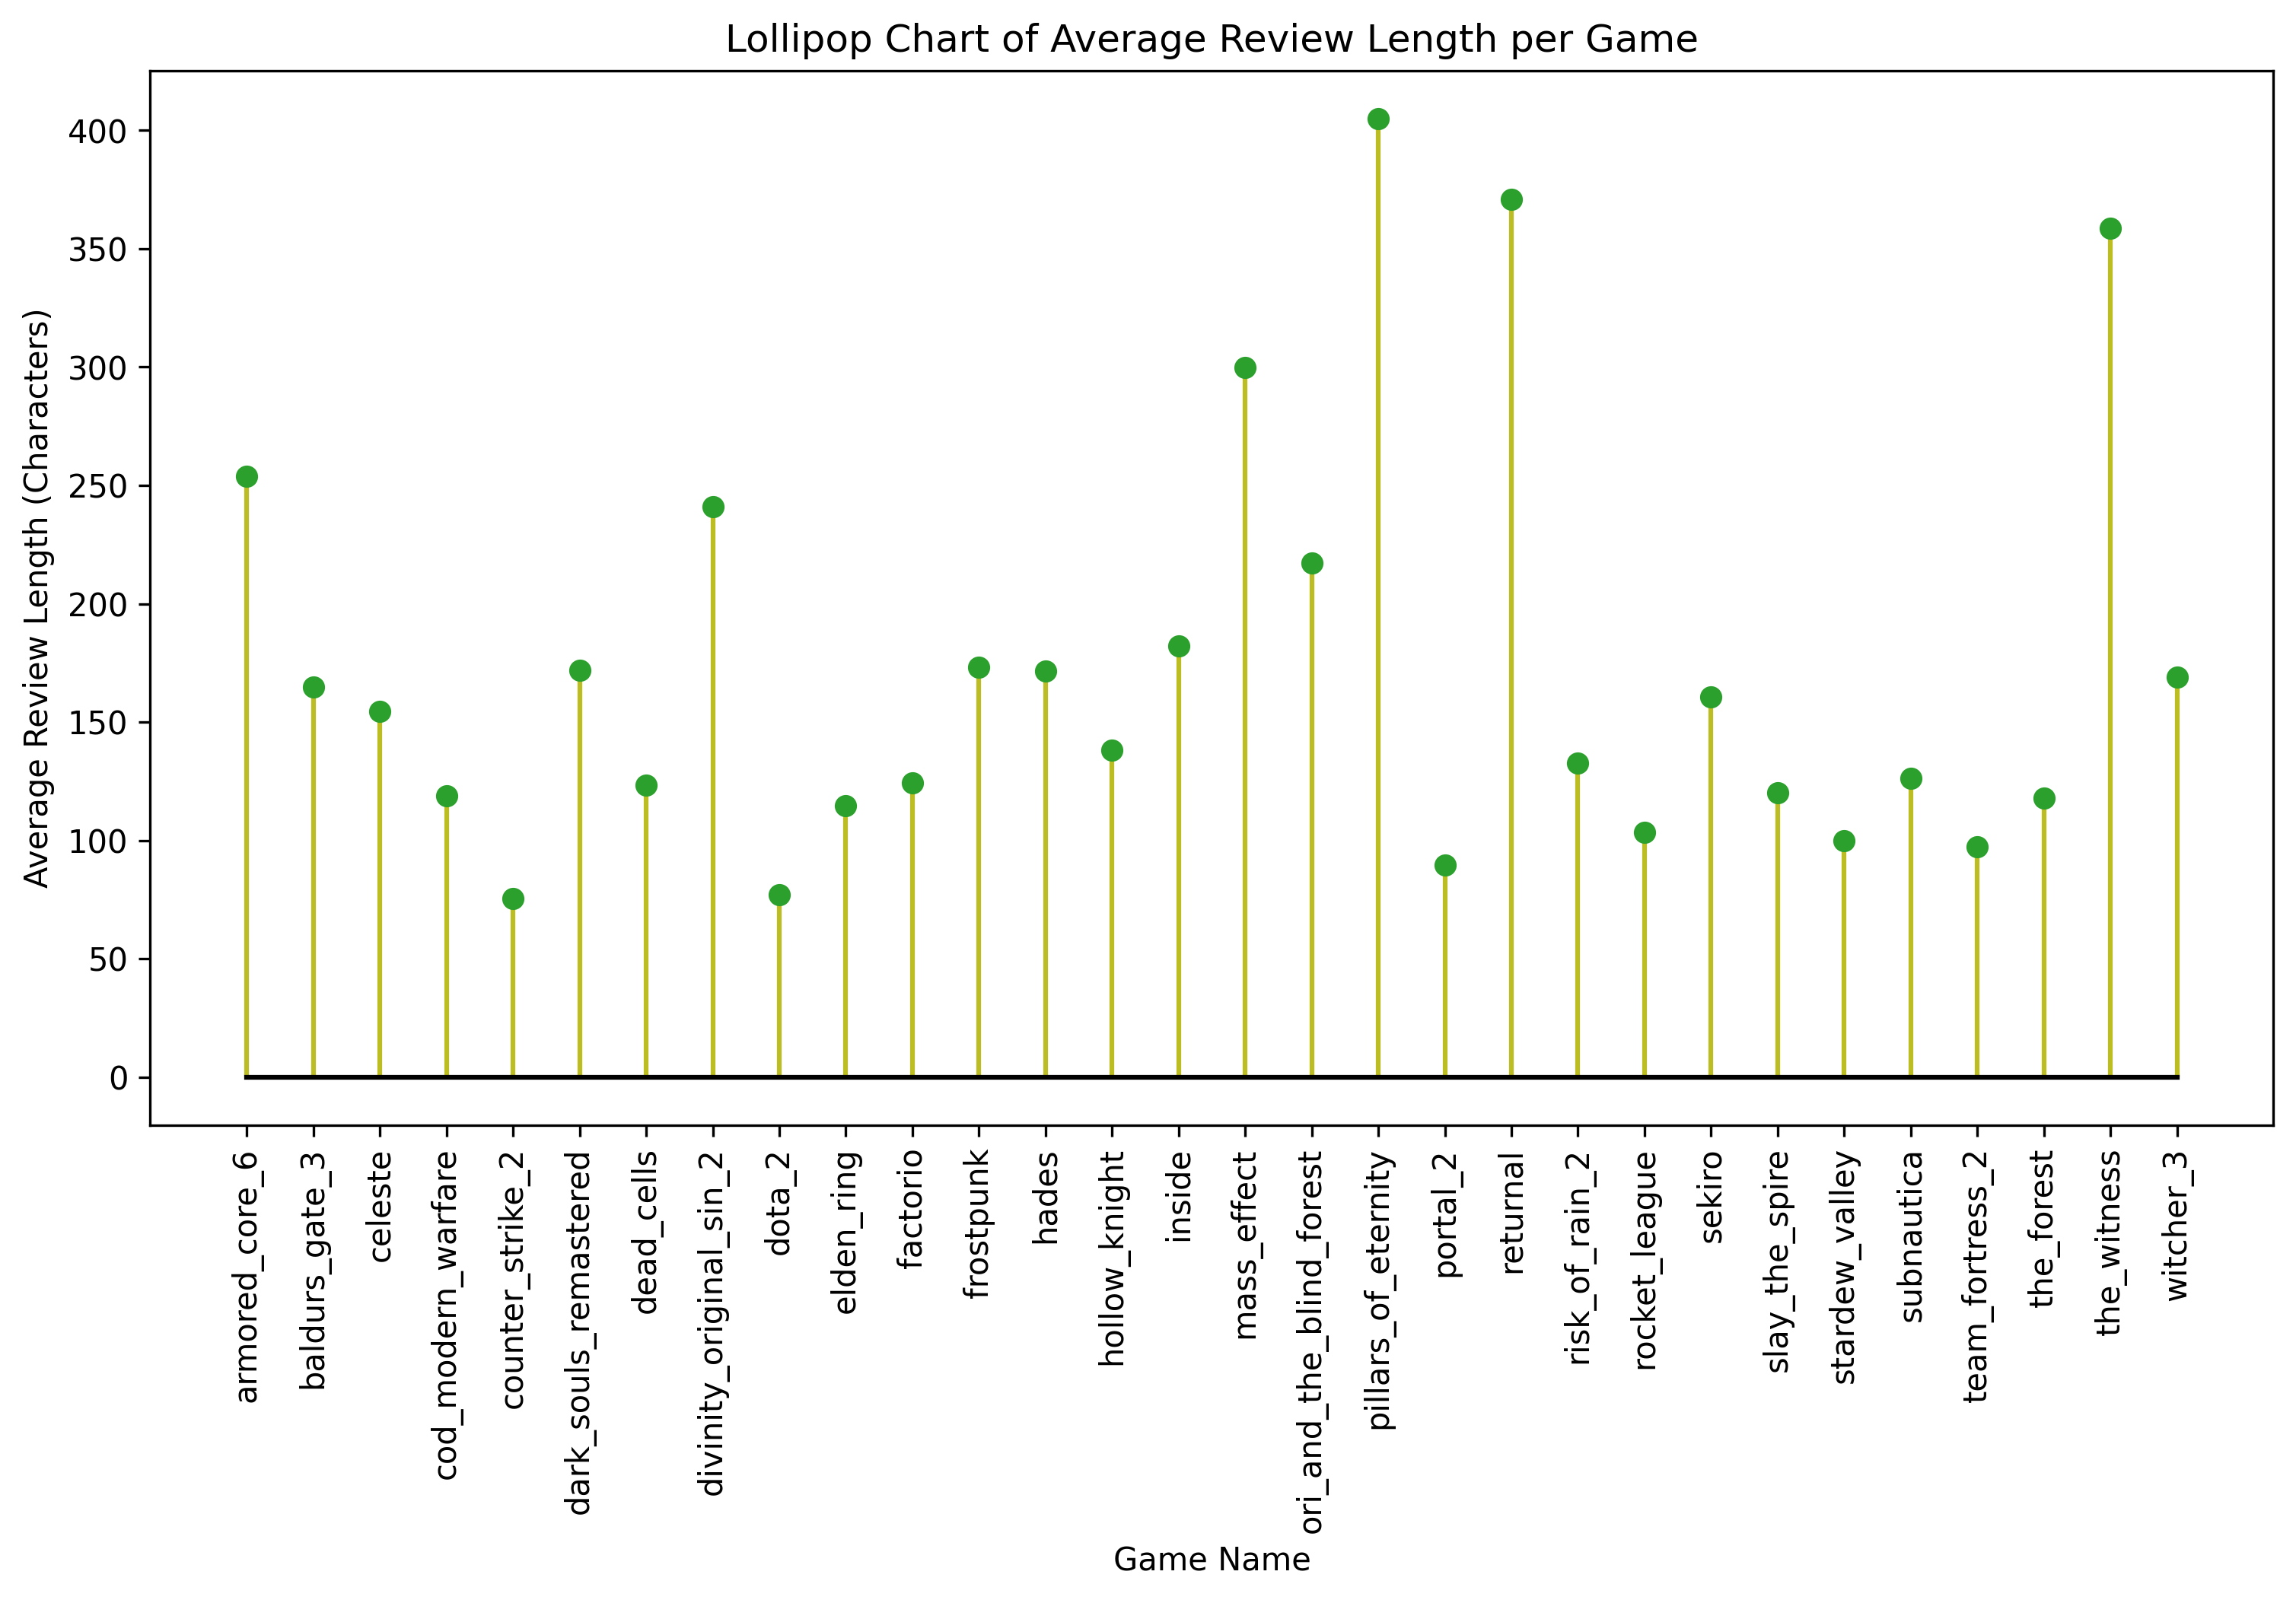 Lollipop Chart of Average Review Length per Game
Average Review Length (Characters)
400
350
300
250
200
150
100
50
0
armored_core_6
baldurs_gate_3
celeste
cod_modern_warfare
counter_strike_2
dark_souls_remastered
dead_cells
divinity_original_sin_2
dota_2
elden_ring
factorio
frostpunk
hades
hollow_knight
inside
mass_effect
ori_and_the_blind_forest
pillars_of_eternity
portal_2
returnal
risk_of_rain_2
rocket_league
sekiro
slay_the_spire
stardew_valley
subnautica
team_fortress_2
the_forest
the_witness
witcher_3
Game Name